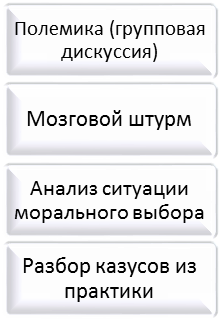 Полемика (групповая
дискуссия)
Мозговой штурм
Анализ ситуации
морального выбора
Разбор казусов из
практики